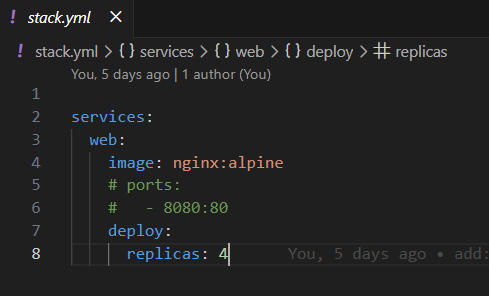 ! stack.yml ×
! stack.yml > {} services > {} web > {} deploy > # replicas
You, 5 days ago | 1 author (You)
1
2 services:
3 web:
4 image: nginx:alpine
5 # ports:
6 #   - 8080:80
7 deploy:
8 replicas: 4 You, 5 days ago • add: